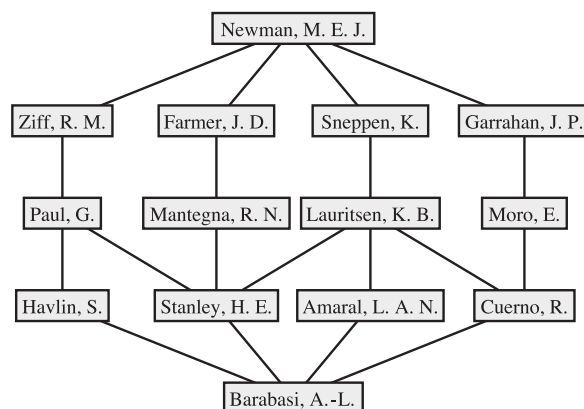 Newman, M. E. J.
Ziff, R. M.
Farmer, J. D.
Sneppen, K.
Garrahan, J. P.
Paul, G.
Mantegna, R. N.
Lauritsen, K. B.
Moro, E.
Havlin, S.
Stanley, H. E.
Amaral, L. A. N.
Cuerno, R.
Barabasi, A.-L.